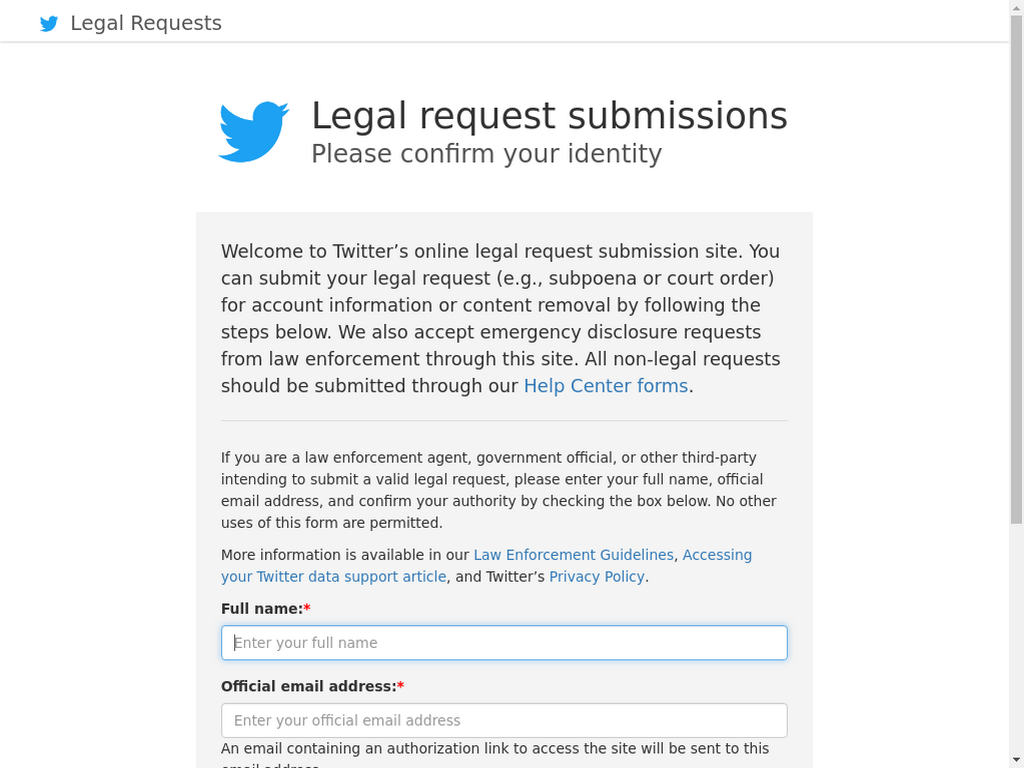 Legal Requests
Legal request submissions
Please confirm your identity
Welcome to Twitter’s online legal request submission site. You
can submit your legal request (e.g., subpoena or court order)
for account information or content removal by following the
steps below. We also accept emergency disclosure requests
from law enforcement through this site. All non-legal requests
should be submitted through our Help Center forms.
If you are a law enforcement agent, government official, or other third-party
intending to submit a valid legal request, please enter your full name, official
email address, and confirm your authority by checking the box below. No other
uses of this form are permitted.
More information is available in our Law Enforcement Guidelines, Accessing
your Twitter data support article, and Twitter’s Privacy Policy.
Full name:*
Enter your full name
Official email address:*
Enter your official email address
An email containing an authorization link to access the site will be sent to this
email address.